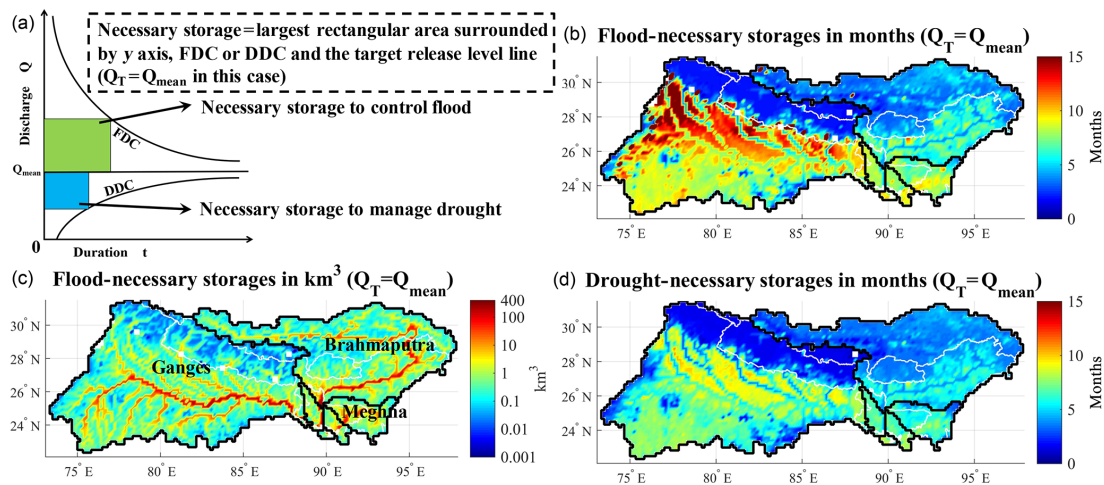 (a)
Necessary storage=largest rectangular area surrounded
by y axis, FDC or DDC and the target release level line
(QT=Qmean in this case)
Discharge Q
Necessary storage to control flood
FDC
Qmean
DDC
Necessary storage to manage drought
0
Duration t
(b) Flood-necessary storages in months (QT=Qmean)
30° N
28° N
26° N
24° N
75° E
80° E
85° E
90° E
95° E
15
10
5
0
Months
(c) Flood-necessary storages in km³ (QT=Qmean)
30° N
28° N
26° N
24° N
Ganges
Brahmaputra
Meghna
75° E
80° E
85° E
90° E
95° E
400
100
10
1
0.1
0.01
0.001
km³
(d) Drought-necessary storages in months (QT=Qmean)
30° N
28° N
26° N
24° N
75° E
80° E
85° E
90° E
95° E
15
10
5
0
Months